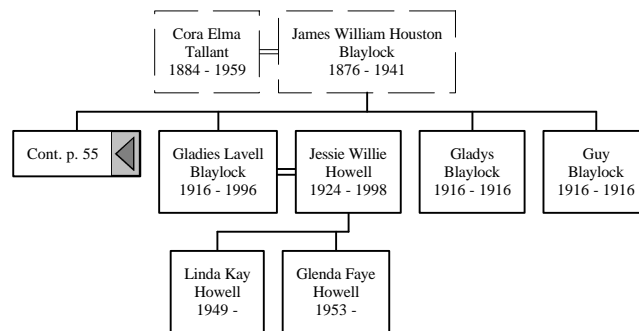 Cora Elma
Tallant
1884 - 1959
James William Houston
Blaylock
1876 - 1941
Cont. p. 55
Gladies Lavell
Blaylock
1916 - 1996
Jessie Willie
Howell
1924 - 1998
Gladys
Blaylock
1916 - 1916
Guy
Blaylock
1916 - 1916
Linda Kay
Howell
1949 -
Glenda Faye
Howell
1953 -